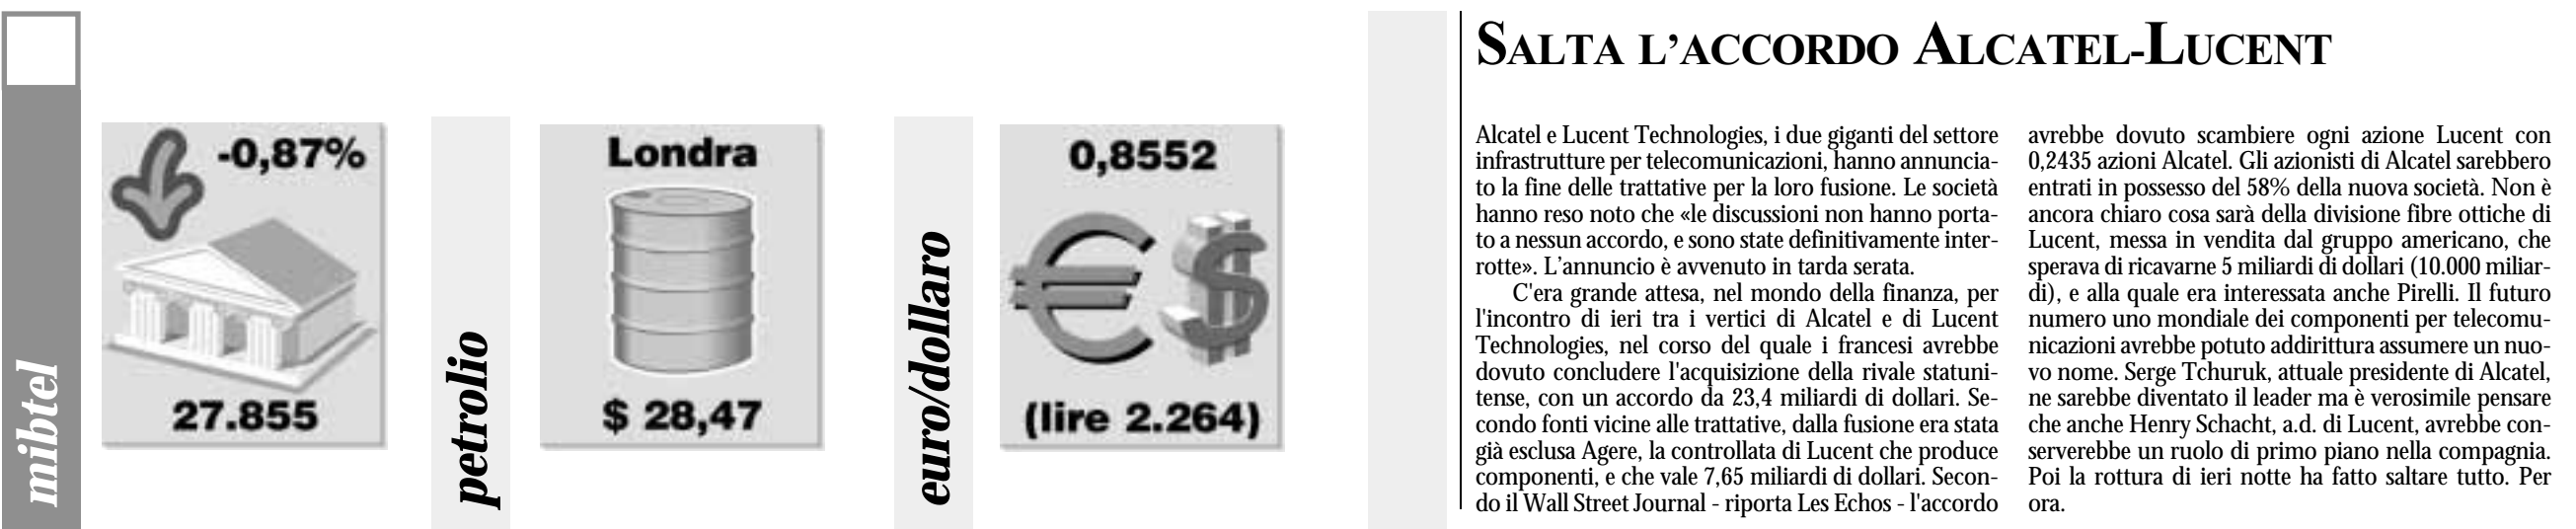 mibtel
-0,87%
27.855
petrolio
Londra
$ 28,47
euro/dollaro
0,8552
(lire 2.264)
SALTA L’ACCORDO ALCATEL-LUCENT
Alcatel e Lucent Technologies, i due giganti del settore
infrastrutture per telecomunicazioni, hanno annuncia-
to la fine delle trattative per la loro fusione. Le società
hanno reso noto che «le discussioni non hanno porta-
to a nessun accordo, e sono state definitivamente inter-
rotte». L’annuncio è avvenuto in tarda serata.
C'era grande attesa, nel mondo della finanza, per
l'incontro di ieri tra i vertici di Alcatel e di Lucent
Technologies, nel corso del quale i francesi avrebbe
dovuto concludere l'acquisizione della rivale statuni-
tense, con un accordo da 23,4 miliardi di dollari. Se-
condo fonti vicine alle trattative, dalla fusione era stata
già esclusa Agere, la controllata di Lucent che produce
componenti, e che vale 7,65 miliardi di dollari. Secon-
do il Wall Street Journal - riporta Les Echos - l'accordo
avrebbe dovuto scambiere ogni azione Lucent con
0,2435 azioni Alcatel. Gli azionisti di Alcatel sarebbero
entrati in possesso del 58% della nuova società. Non è
ancora chiaro cosa sarà della divisione fibre ottiche di
Lucent, messa in vendita dal gruppo americano, che
sperava di ricavarne 5 miliardi di dollari (10.000 miliar-
di), e alla quale era interessata anche Pirelli. Il futuro
numero uno mondiale dei componenti per telecomu-
nicazioni avrebbe potuto addirittura assumere un nuo-
vo nome. Serge Tchuruk, attuale presidente di Alcatel,
ne sarebbe diventato il leader ma è verosimile pensare
che anche Henry Schacht, a.d. di Lucent, avrebbe con-
serverebbe un ruolo di primo piano nella compagnia.
Poi la rottura di ieri notte ha fatto saltare tutto. Per
ora.